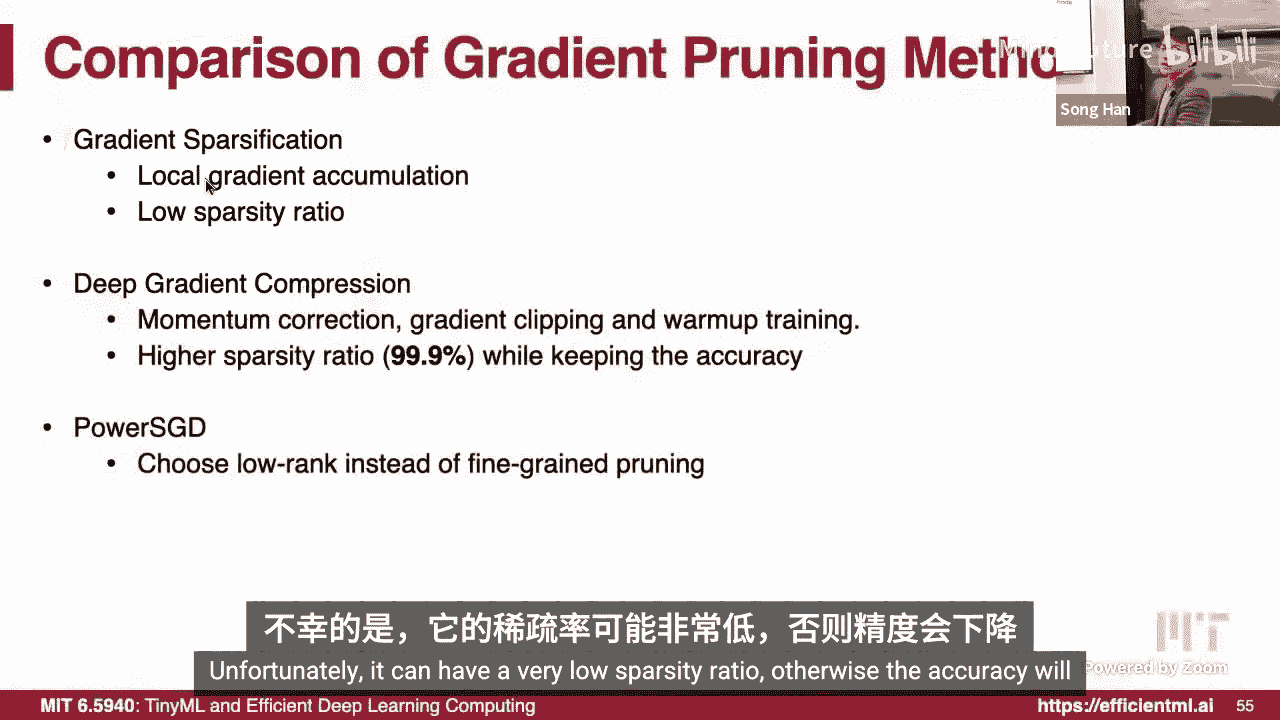 Comparison of Gradient Pruning Metho
bilibili
Song Han
• Gradient Sparsification
• Local gradient accumulation
• Low sparsity ratio
• Deep Gradient Compression
• Momentum correction, gradient clipping and warmup training.
• Higher sparsity ratio (99.9%) while keeping the accuracy
• PowerSGD
• Choose low-rank instead of fine-grained pruning
不幸的是，它的稀疏率可能非常低，否则精度会下降
Unfortunately, it can have a very low sparsity ratio, otherwise the accuracy will
MIT
Powered by Zoom
MIT 6.5940: TinyML and Efficient Deep Learning Computing
https://efficientml.ai
55